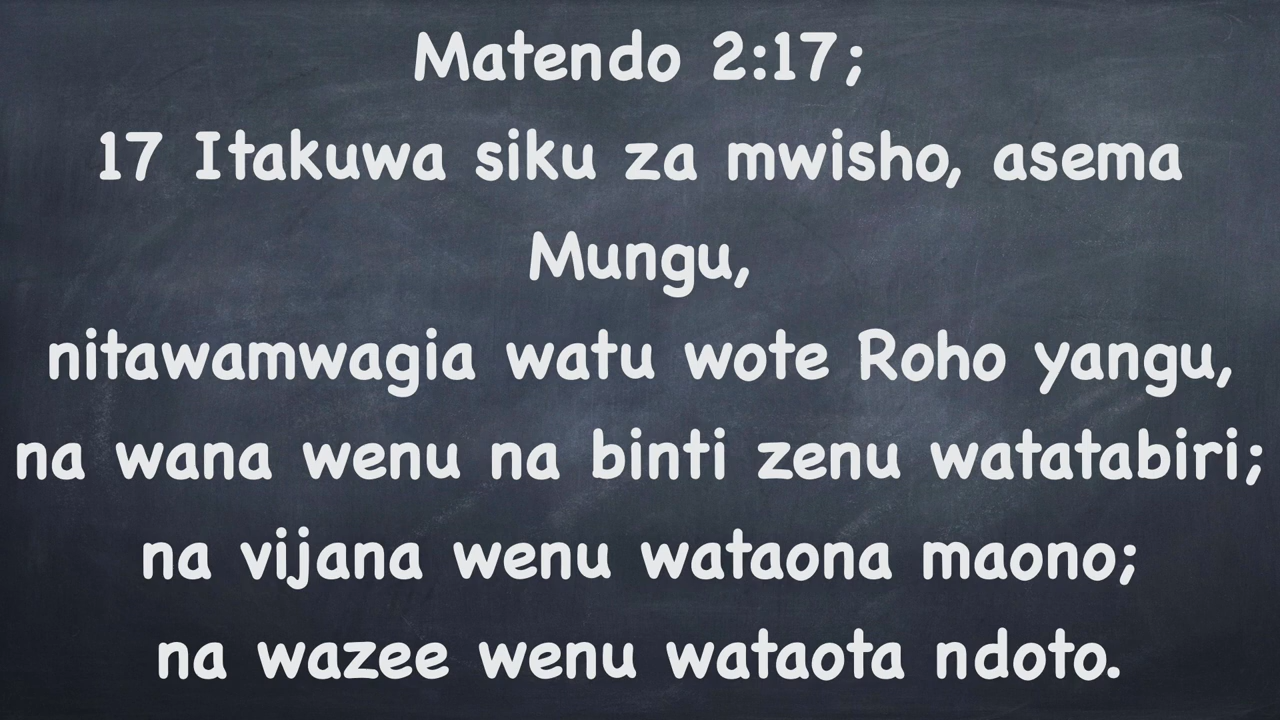 Matendo 2:17;
17 Itakuwa siku za mwisho, asema
Mungu,
nitawamwagia watu wote Roho yangu,
na wana wenu na binti zenu watatabiri;
na vijana wenu wataona maono;
na wazee wenu wataota ndoto.